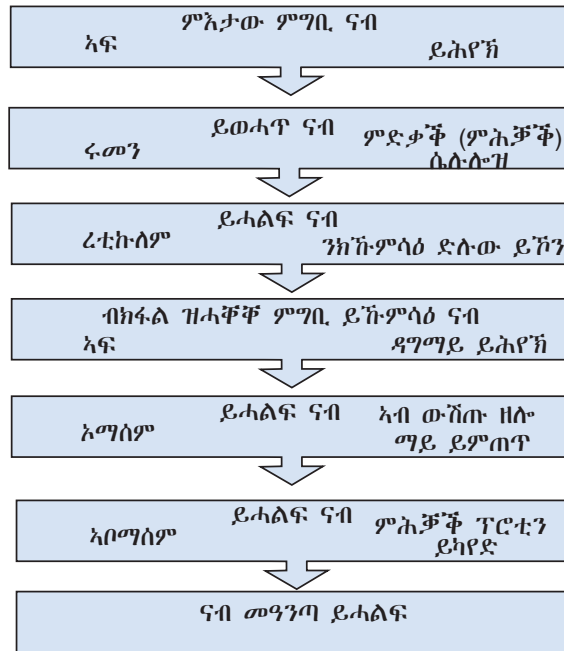 ምእታው ምግቢ ናብ
ኣፍ ይሕየኽ
ይወሓጥ ናብ
ሩመን ምድቃቕ (ምሕቓቕ)
ሴሉሎዝ
ይሓልፍ ናብ
ረቲኩለም ንክኹምሳዕ ድሉው ይኾን
ብክፋል ዝሓቐቐ ምግቢ ይኹምሳዕ ናብ
ኣፍ ዳግማይ ይሕየኽ
ይሓልፍ ናብ
ኦማሰም ኣብ ውሽጡ ዘሎ
ማይ ይምጠጥ
ይሓልፍ ናብ
ኣቦማሰም ምሕቓቕ ፕሮቲን
ይካየድ
ናብ መዓንጣ ይሓልፍ